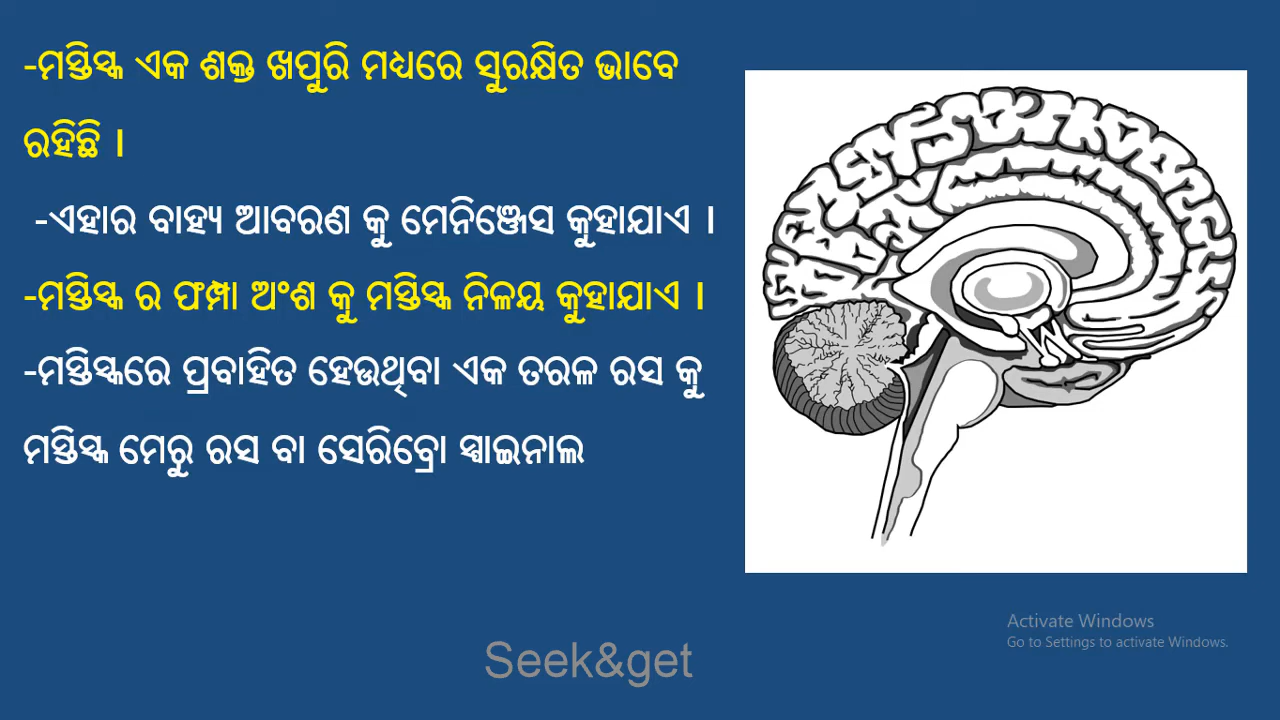 -ମସ୍ତିସ୍କ ଏକ ଶକ୍ତ ଖପୁରି ମଧ୍ୟରେ ସୁରକ୍ଷିତ ଭାବେ
ରହିଛି ।
-ଏହାର ବାହ୍ୟ ଆବରଣ କୁ ମେନିଞ୍ଜେସ କୁହାଯାଏ ।
-ମସ୍ତିସ୍କ ର ଫମ୍ପା ଅଂଶ କୁ ମସ୍ତିସ୍କ ନିଳୟ କୁହାଯାଏ ।
-ମସ୍ତିସ୍କରେ ପ୍ରବାହିତ ହେଉଥିବା ଏକ ତରଳ ରସ କୁ
ମସ୍ତିସ୍କ ମେରୁ ରସ ବା ସେରିବ୍ରୋ ସ୍ପାଇନାଲ
Activate Windows
Go to Settings to activate Windows.
Seek&get